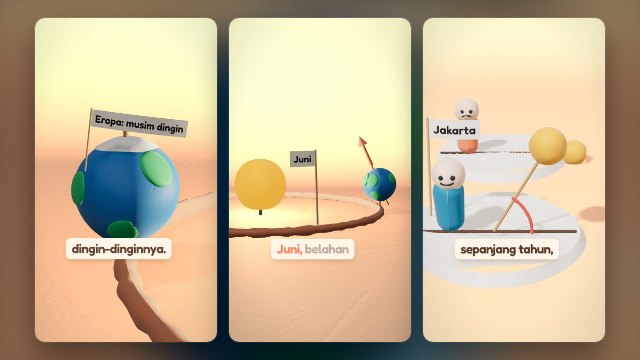 Eropa: musim dingin
dingin-dinginnya.
Juni
Juni, belahan
Jakarta
sepanjang tahun,